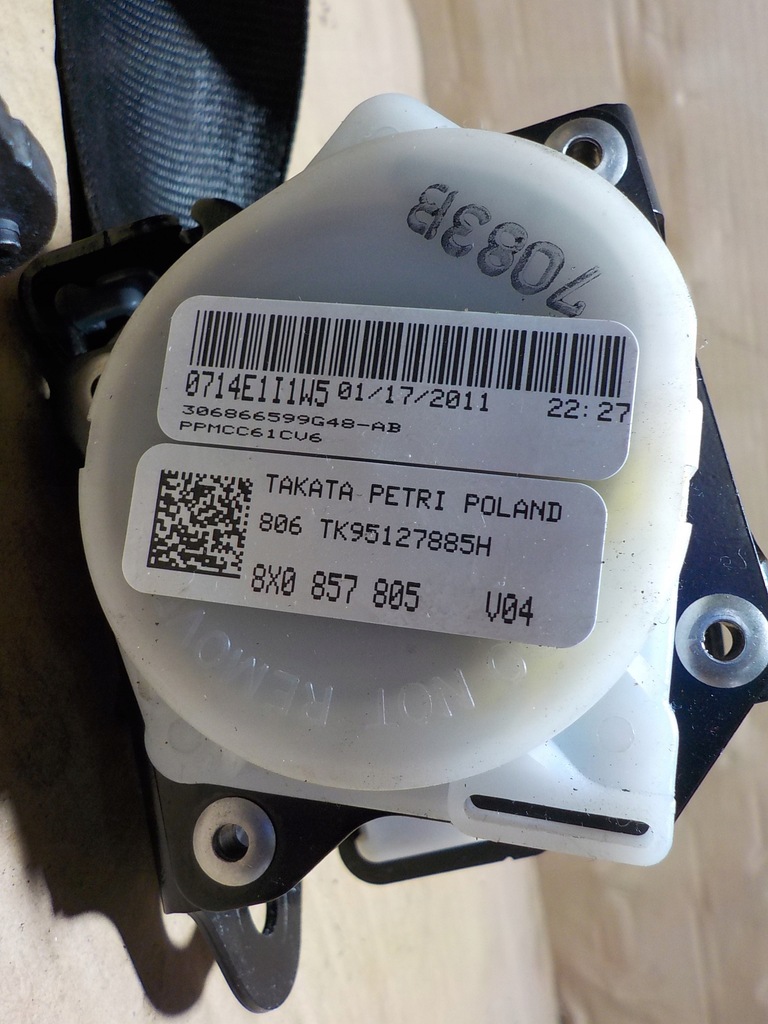 7083B
0714E1I1W5 01/17/2011 22:27
306866599G48-AB
PPMCC61CV6
TAKATA PETRI POLAND
806 TK95127885H
8X0 857 805 V04
NOT